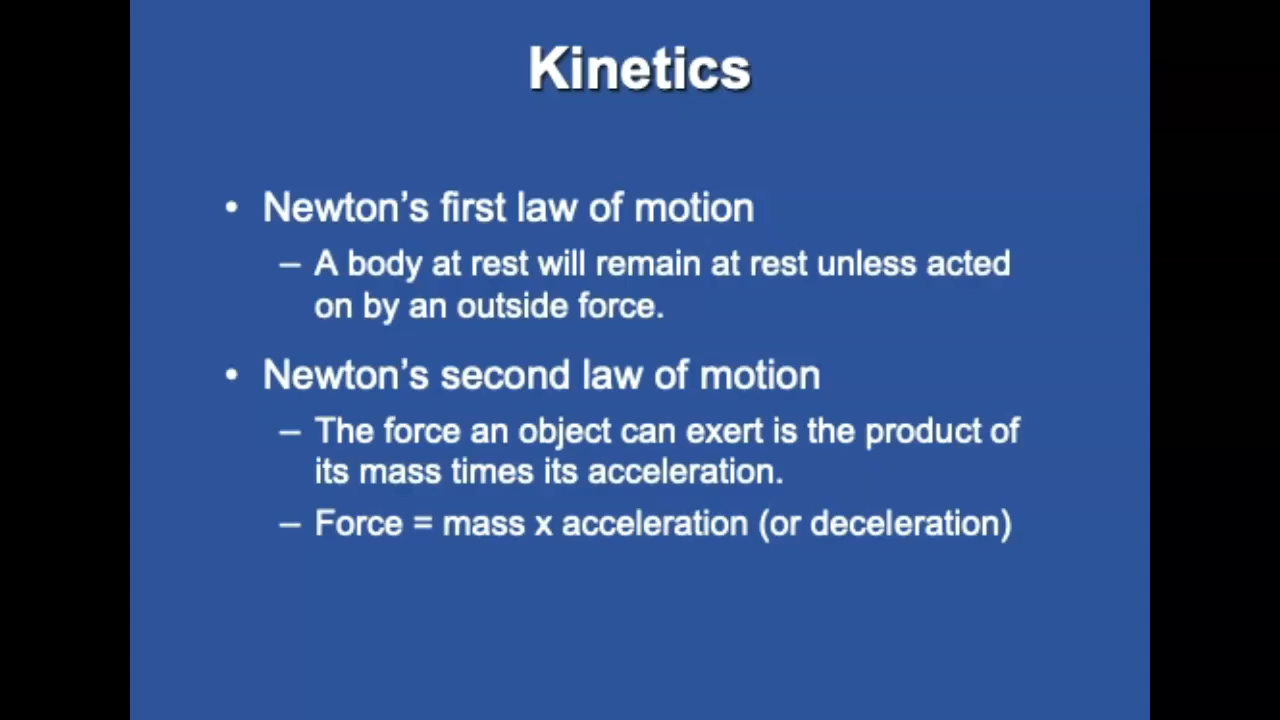 Kinetics
• Newton’s first law of motion
– A body at rest will remain at rest unless acted
on by an outside force.
• Newton’s second law of motion
– The force an object can exert is the product of
its mass times its acceleration.
– Force = mass x acceleration (or deceleration)